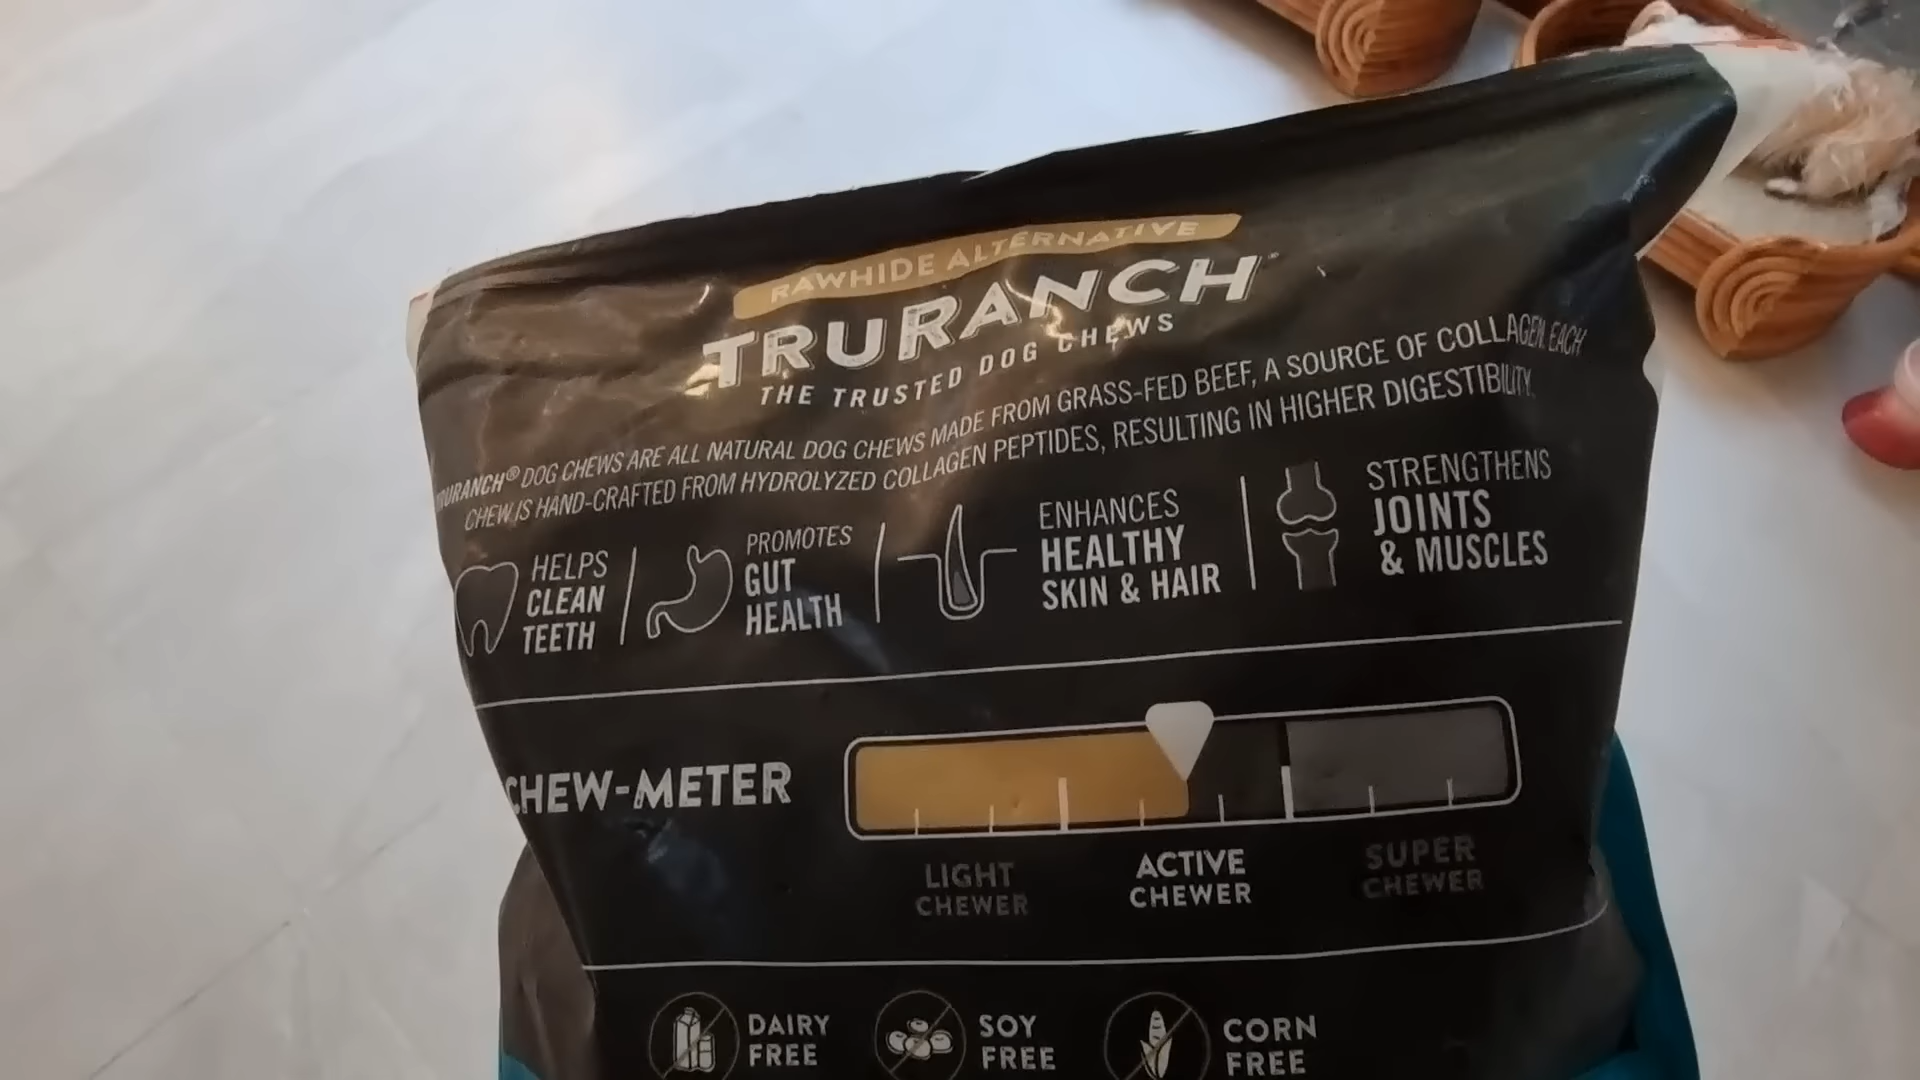 RAWHIDE ALTERNATIVE
TRURANCH
THE TRUSTED DOG CHEWS
TRURANCH® DOG CHEWS ARE ALL NATURAL DOG CHEWS MADE FROM GRASS-FED BEEF, A SOURCE OF COLLAGEN. EACH
CHEW IS HAND-CRAFTED FROM HYDROLYZED COLLAGEN PEPTIDES, RESULTING IN HIGHER DIGESTIBILITY.
HELPS
CLEAN
TEETH
PROMOTES
GUT
HEALTH
ENHANCES
HEALTHY
SKIN & HAIR
STRENGTHENS
JOINTS
& MUSCLES
CHEW-METER
LIGHT
CHEWER
ACTIVE
CHEWER
SUPER
CHEWER
DAIRY
FREE
SOY
FREE
CORN
FREE